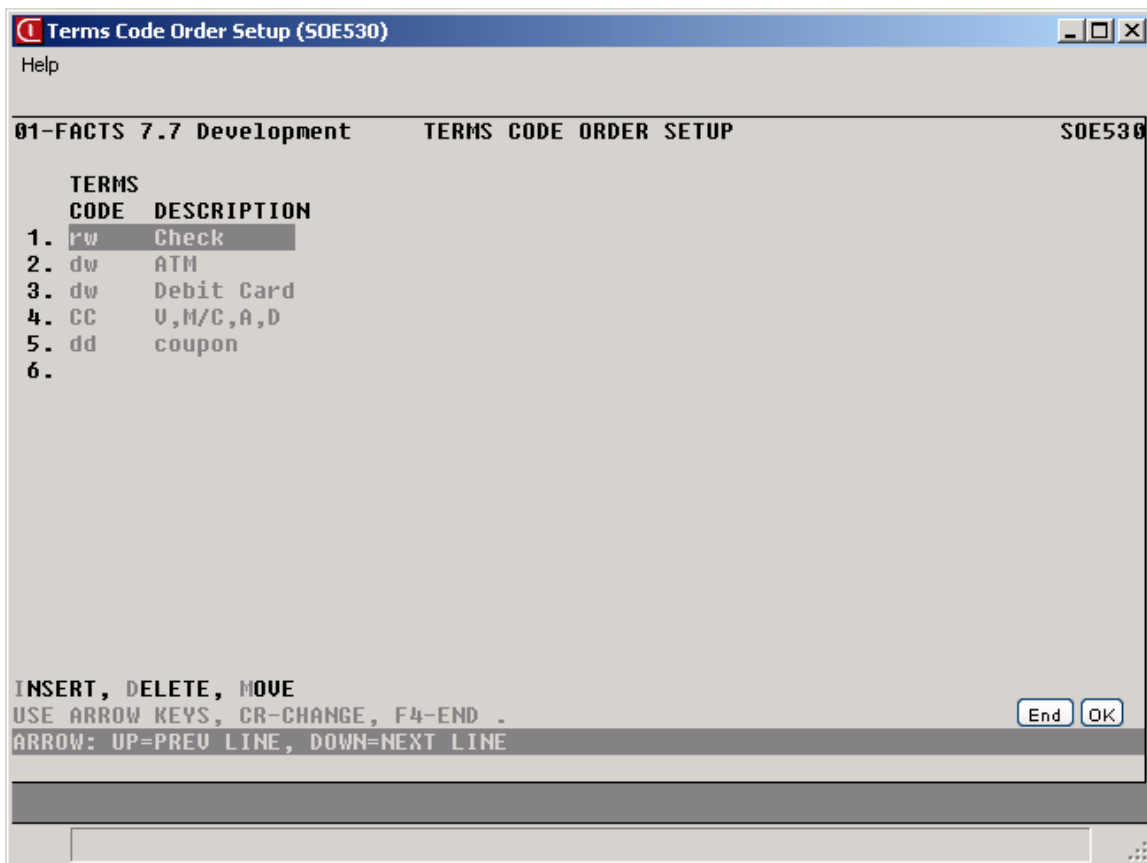 Terms Code Order Setup (SOE530)
Help
01-FACTS 7.7 Development TERMS CODE ORDER SETUP SOE530
TERMS
CODE DESCRIPTION
1. rw Check
2. dw ATM
3. dw Debit Card
4. CC V,M/C,A,D
5. dd coupon
6.
INSERT, DELETE, MOVE
USE ARROW KEYS, CR-CHANGE, F4-END .
End OK
ARROW: UP=PREV LINE, DOWN=NEXT LINE